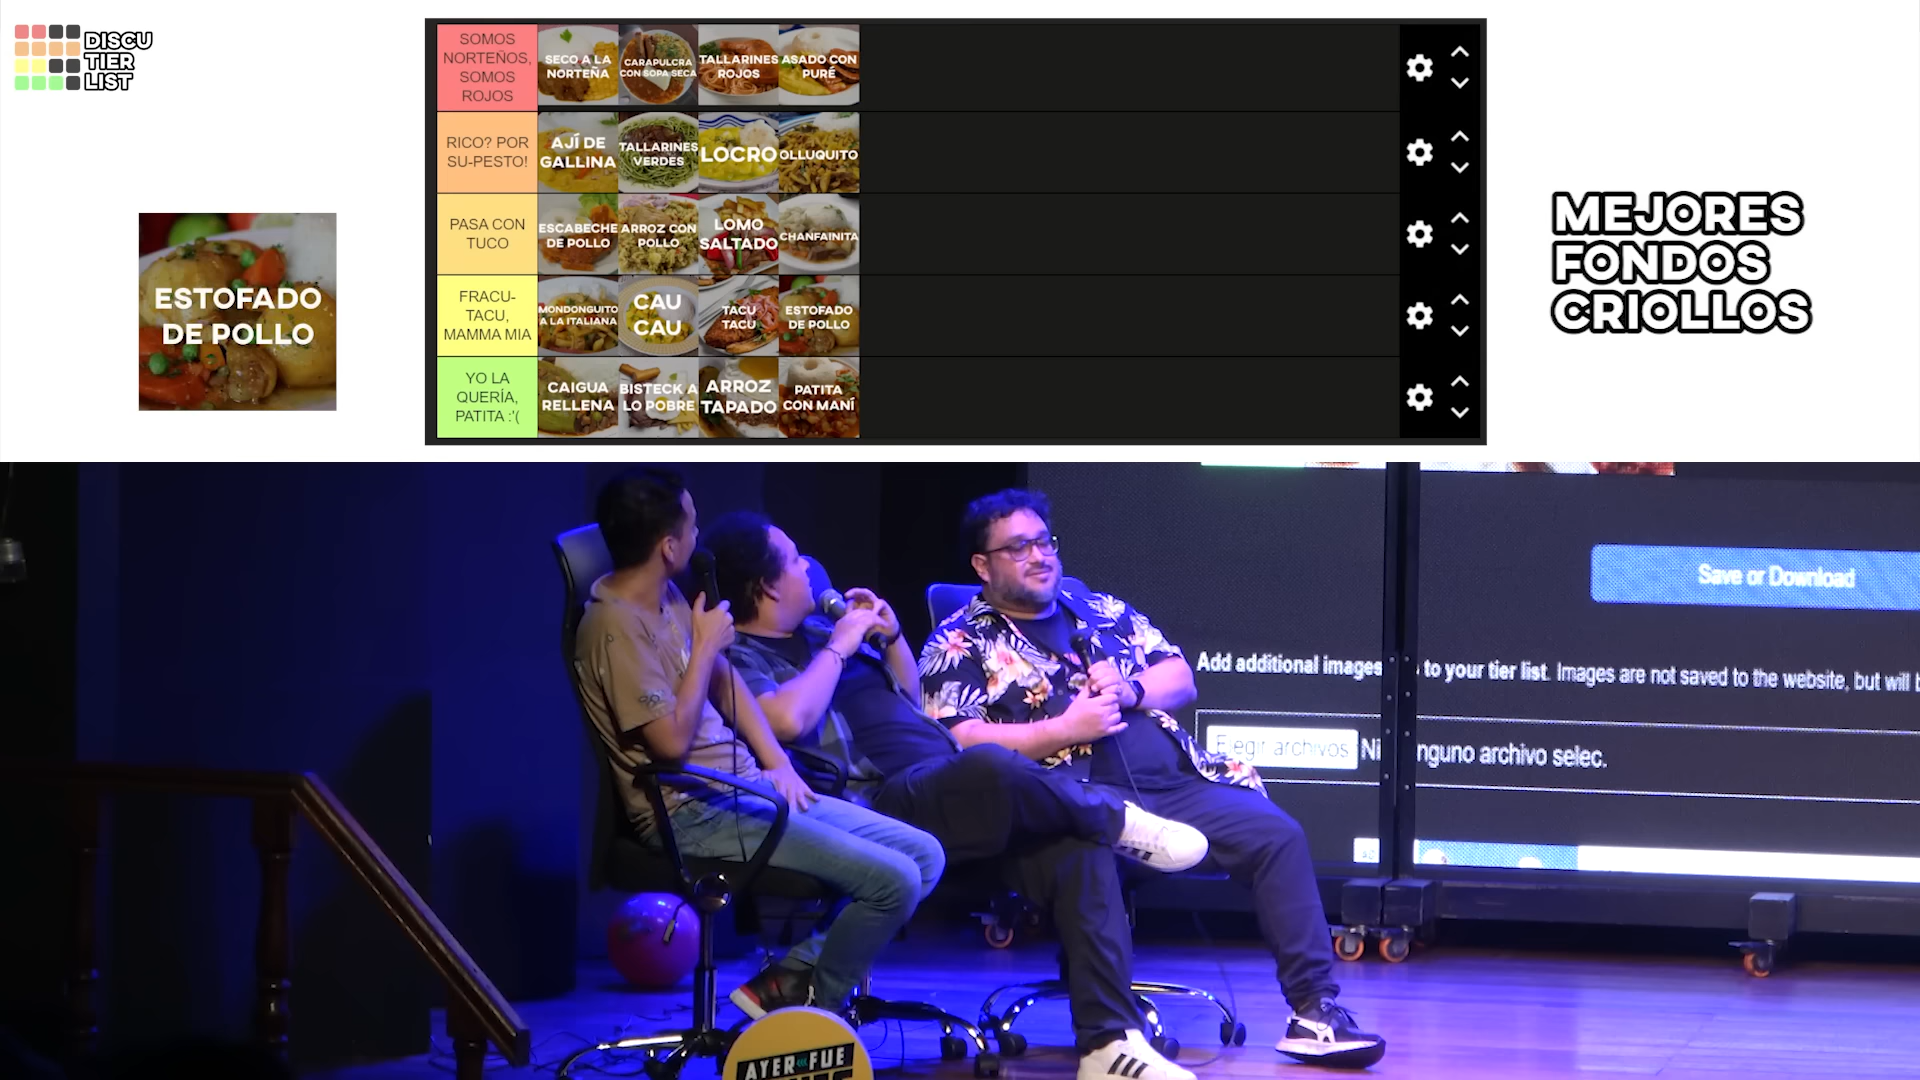 DISCU
TIER
LIST
ESTOFADO
DE POLLO
SOMOS
NORTEÑOS,
SOMOS
ROJOS
SECO A LA
NORTEÑA
CARAPULCRA
CON SOPA SECA
TALLARINES
ROJOS
ASADO CON
PURÉ
RICO? POR
SU-PESTO!
AJÍ DE
GALLINA
TALLARINES
VERDES
LOCRO
OLLUQUITO
PASA CON
TUCO
ESCABECHE
DE POLLO
ARROZ CON
POLLO
LOMO
SALTADO
CHANFAINITA
FRACU-
TACU,
MAMMA MIA
MONDONGUITO
A LA ITALIANA
CAU
CAU
TACU
TACU
ESTOFADO
DE POLLO
YO LA
QUERÍA,
PATITA :'(
CAIGUA
RELLENA
BISTECK A
LO POBRE
ARROZ
TAPADO
PATITA
CON MANÍ
MEJORES
FONDOS
CRIOLLOS
Save or Download
Add additional images to your tier list. Images are not saved to the website, but will
Elegir archivos Ninguno archivo selec.
AYER FUE